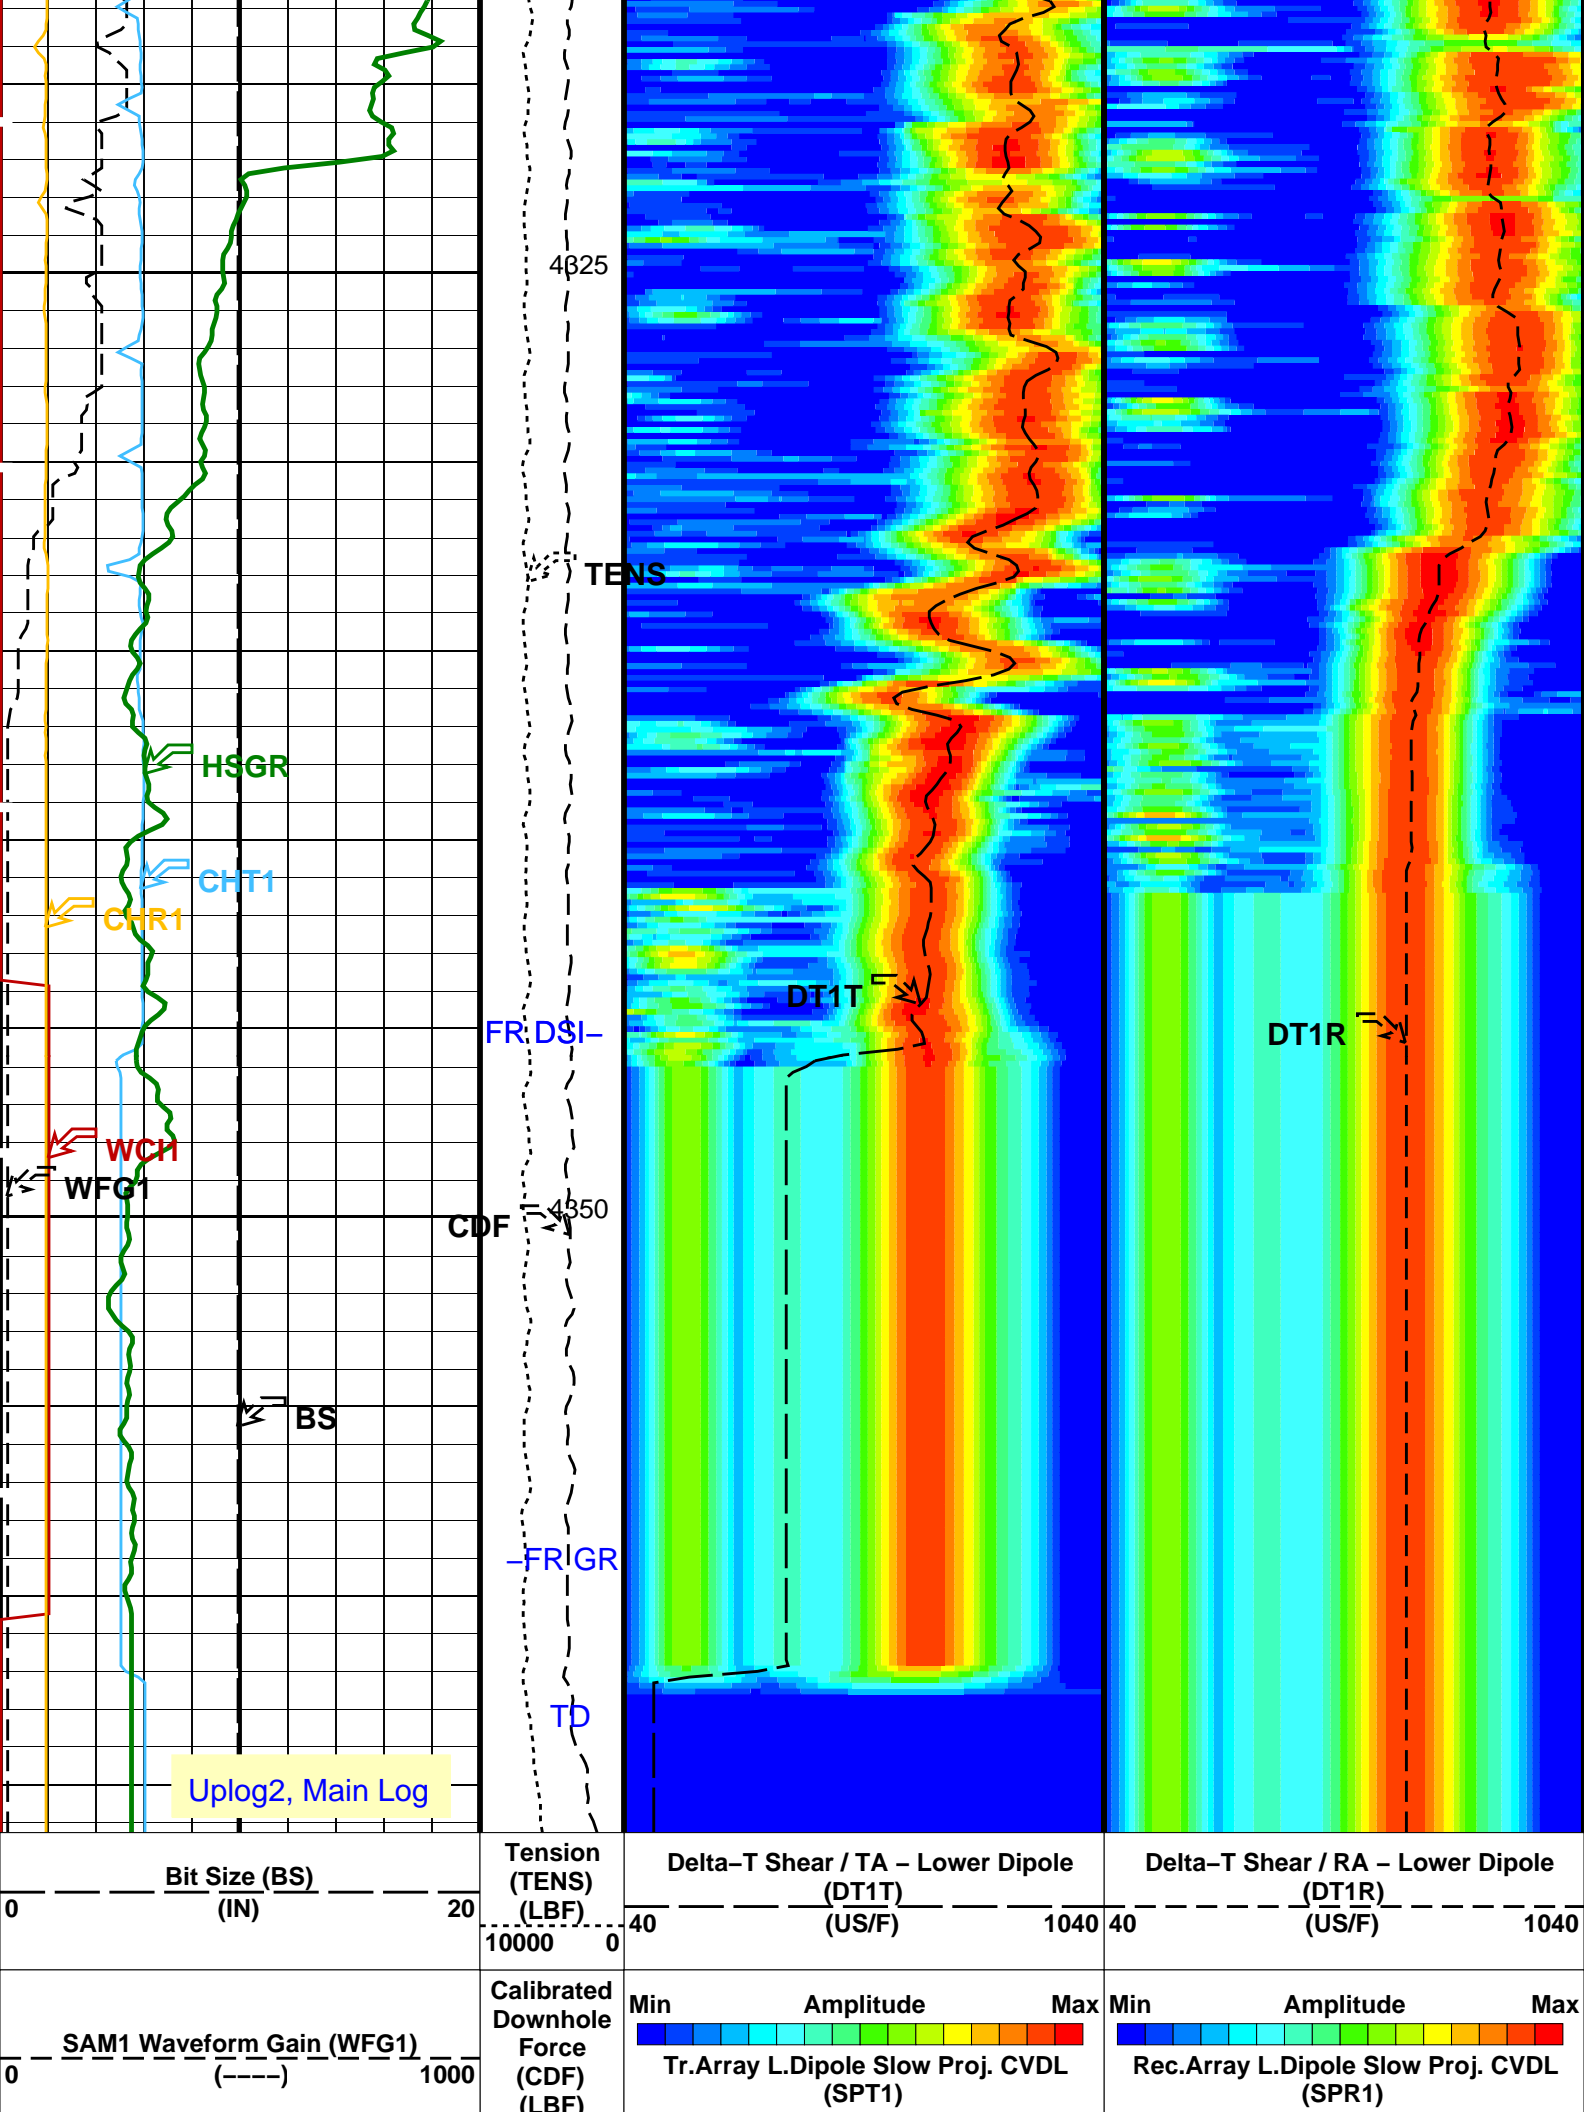 4325
TENS
HSGR
CHT1
CHR1
DT1T
FR DSI–
DT1R
WCH
WFG1
4350
CDF
BS
–FR GR
TD
Uplog2, Main Log
Bit Size (BS)
0 (IN) 20
Tension
(TENS)
(LBF)
10000 0
Delta–T Shear / TA – Lower Dipole
(DT1T)
40 (US/F) 1040
Delta–T Shear / RA – Lower Dipole
(DT1R)
40 (US/F) 1040
SAM1 Waveform Gain (WFG1)
0 (----) 1000
Calibrated
Downhole
Force
(CDF)
(LBF)
Min Amplitude Max
Tr.Array L.Dipole Slow Proj. CVDL
(SPT1)
Min Amplitude Max
Rec.Array L.Dipole Slow Proj. CVDL
(SPR1)